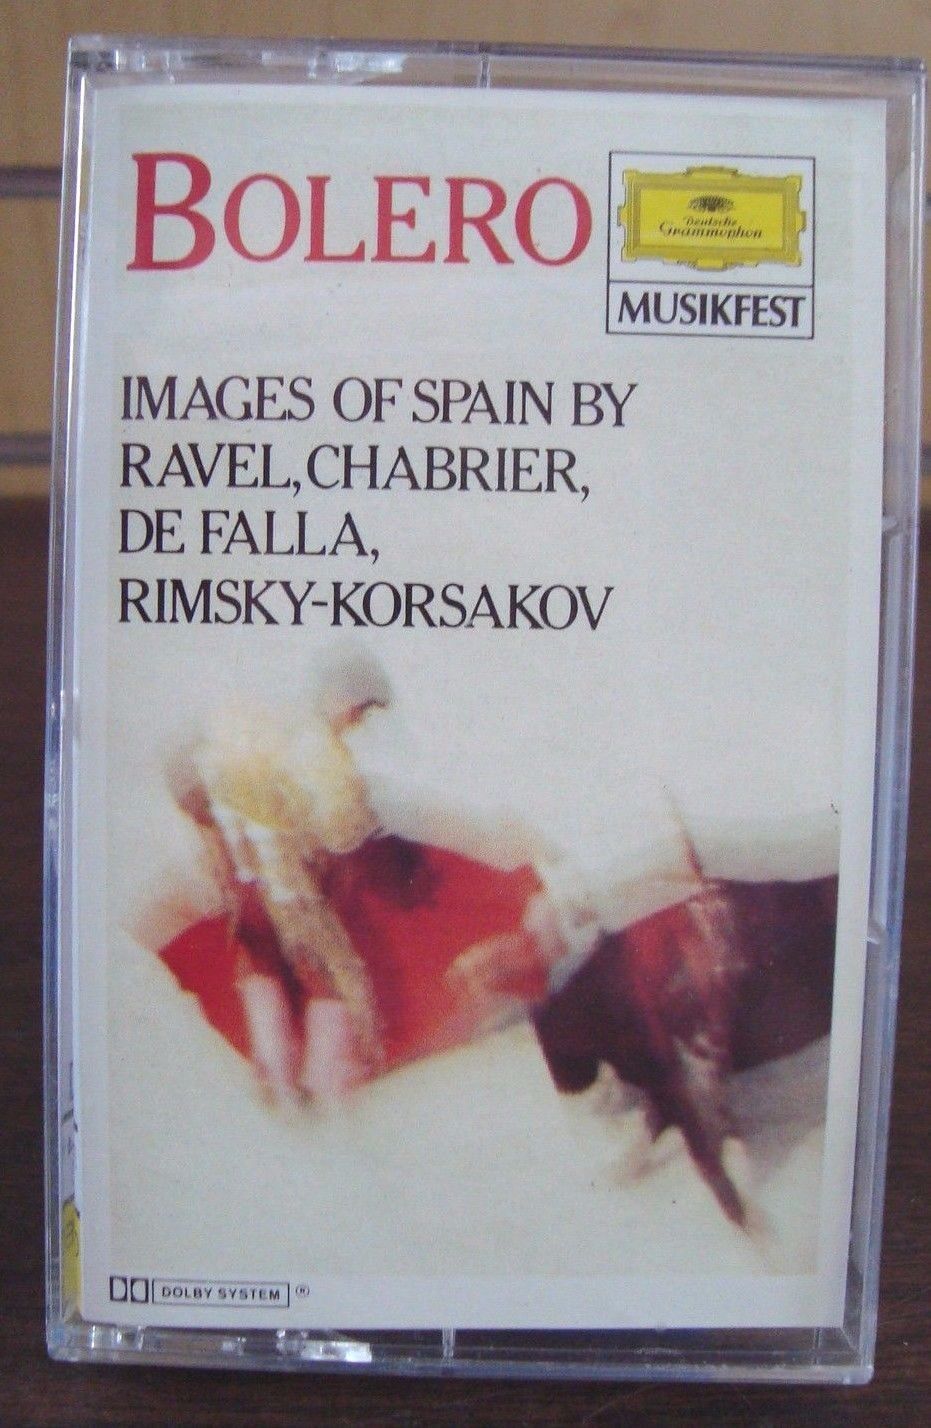 BOLERO
Deutsche
Grammophon
MUSIKFEST
IMAGES OF SPAIN BY
RAVEL, CHABRIER,
DE FALLA,
RIMSKY-KORSAKOV
DOLBY SYSTEM ®